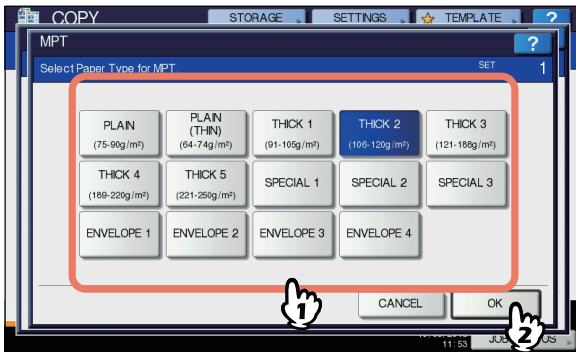 COPY STORAGE SETTINGS TEMPLATE ?
MPT ?
Select Paper Type for MPT. SET 1
PLAIN
(75-90g/m²)
PLAIN
(THIN)
(64-74g/m²)
THICK 1
(91-105g/m²)
THICK 2
(106-120g/m²)
THICK 3
(121-188g/m²)
THICK 4
(189-220g/m²)
THICK 5
(221-250g/m²)
SPECIAL 1
SPECIAL 2
SPECIAL 3
ENVELOPE 1
ENVELOPE 2
ENVELOPE 3
ENVELOPE 4
1
CANCEL
OK
2
11:53